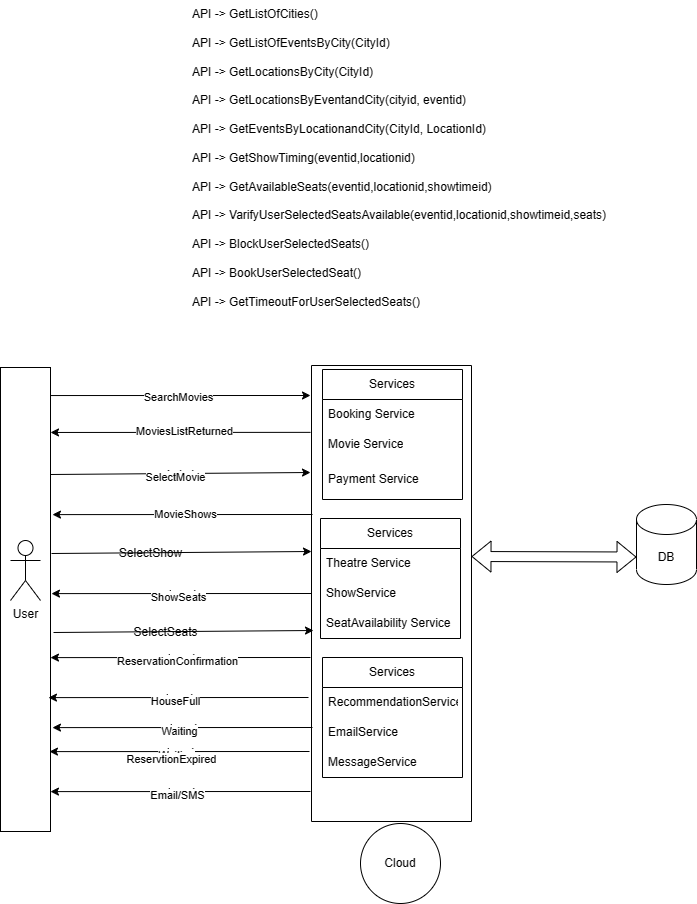 API -> GetListOfCities()
API -> GetListOfEventsByCity(CityId)
API -> GetLocationsByCity(CityId)
API -> GetLocationsByEventandCity(cityid, eventid)
API -> GetEventsByLocationandCity(CityId, LocationId)
API -> GetShowTiming(eventid,locationid)
API -> GetAvailableSeats(eventid,locationid,showtimeid)
API -> VarifyUserSelectedSeatsAvailable(eventid,locationid,showtimeid,seats)
API -> BlockUserSelectedSeats()
API -> BookUserSelectedSeat()
API -> GetTimeoutForUserSelectedSeats()
User
SearchMovies
MoviesListReturned
SelectMovie
MovieShows
SelectShow
ShowSeats
SelectSeats
ReservationConfirmation
HouseFull
Waiting
ReservtionExpired
Email/SMS
Services
Booking Service
Movie Service
Payment Service
Services
Theatre Service
ShowService
SeatAvailability Service
Services
RecommendationService
EmailService
MessageService
DB
Cloud